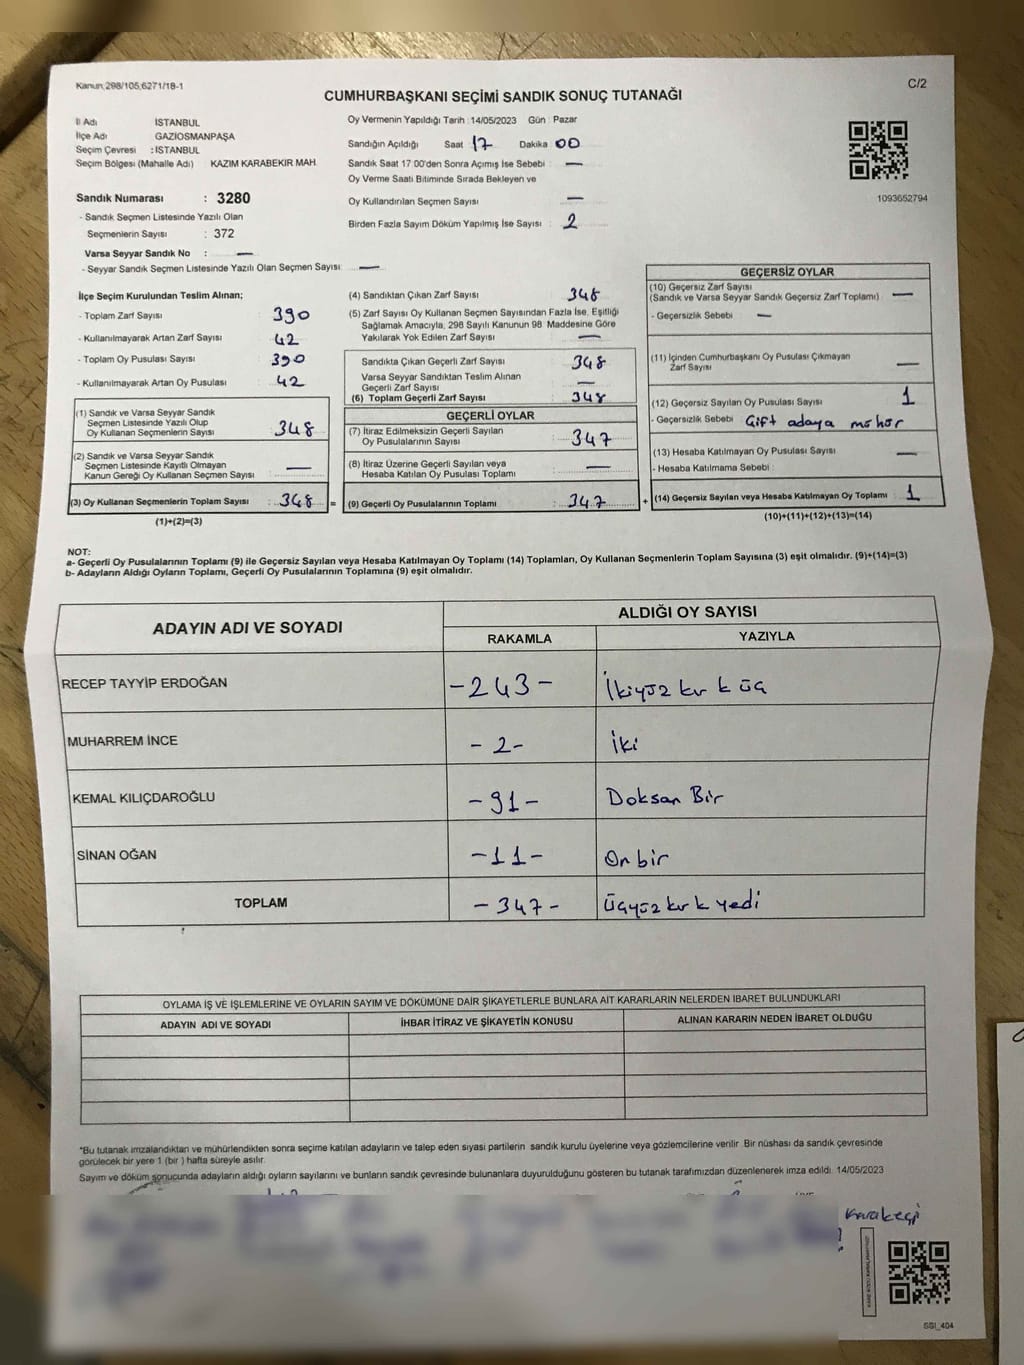 Kanun;298/105;6271/18-1
C/2
CUMHURBAŞKANI SEÇİMİ SANDIK SONUÇ TUTANAĞI
İl Adı İSTANBUL
İlçe Adı GAZİOSMANPAŞA
Seçim Çevresi : İSTANBUL
Seçim Bölgesi (Mahalle Adı) : KAZIM KARABEKİR MAH.
Sandık Numarası : 3280
- Sandık Seçmen Listesinde Yazılı Olan
Seçmenlerin Sayısı : 372
Varsa Seyyar Sandık No : —
- Seyyar Sandık Seçmen Listesinde Yazılı Olan Seçmen Sayısı: —
Oy Vermenin Yapıldığı Tarih : 14/05/2023 Gün : Pazar
Sandığın Açıldığı Saat 17 Dakika 00
Sandık Saat 17:00'den Sonra Açımış İse Sebebi : —
Oy Verme Saati Bitiminde Sırada Bekleyen ve
Oy Kullandırılan Seçmen Sayısı : —
Birden Fazla Sayım Döküm Yapılmış İse Sayısı : 2
1093652794
İlçe Seçim Kurulundan Teslim Alınan;
- Toplam Zarf Sayısı : 390
- Kullanılmayarak Artan Zarf Sayısı : 42
- Toplam Oy Pusulası Sayısı : 390
- Kullanılmayarak Artan Oy Pusulası : 42
(1) Sandık ve Varsa Seyyar Sandık
Seçmen Listesinde Yazılı Olup
Oy Kullanan Seçmenlerin Sayısı : 348
(2) Sandık ve Varsa Seyyar Sandık
Seçmen Listesinde Kayıtlı Olmayan
Kanun Gereği Oy Kullanan Seçmen Sayısı : —
(3) Oy Kullanan Seçmenlerin Toplam Sayısı : 348 =
(1)+(2)=(3)
(4) Sandıktan Çıkan Zarf Sayısı : 348
(5) Zarf Sayısı Oy Kullanan Seçmen Sayısından Fazla İse, Eşitliği
Sağlamak Amacıyla, 298 Sayılı Kanunun 98. Maddesine Göre
Yakılarak Yok Edilen Zarf Sayısı : —
Sandıkta Çıkan Geçerli Zarf Sayısı : 348
Varsa Seyyar Sandıktan Teslim Alınan
Geçerli Zarf Sayısı : —
(6) Toplam Geçerli Zarf Sayısı : 348
GEÇERLİ OYLAR
(7) İtiraz Edilmeksizin Geçerli Sayılan
Oy Pusulalarının Sayısı : 347
(8) İtiraz Üzerine Geçerli Sayılan veya
Hesaba Katılan Oy Pusulası Toplamı : —
(9) Geçerli Oy Pusulalarının Toplamı : 347 +
GEÇERSİZ OYLAR
(10) Geçersiz Zarf Sayısı
(Sandık ve Varsa Seyyar Sandık Geçersiz Zarf Toplamı) : —
- Geçersizlik Sebebi : —
(11) İçinden Cumhurbaşkanı Oy Pusulası Çıkmayan
Zarf Sayısı : —
(12) Geçersiz Sayılan Oy Pusulası Sayısı : 1
- Geçersizlik Sebebi : Çift adaya mühür
(13) Hesaba Katılmayan Oy Pusulası Sayısı : —
- Hesaba Katılmama Sebebi :
(14) Geçersiz Sayılan veya Hesaba Katılmayan Oy Toplamı : 1
(10)+(11)+(12)+(13)=(14)
NOT:
a- Geçerli Oy Pusulalarının Toplamı (9) ile Geçersiz Sayılan veya Hesaba Katılmayan Oy Toplamı (14) Toplamları, Oy Kullanan Seçmenlerin Toplam Sayısına (3) eşit olmalıdır. (9)+(14)=(3)
b- Adayların Aldığı Oyların Toplamı, Geçerli Oy Pusulalarının Toplamına (9) eşit olmalıdır.
ADAYIN ADI VE SOYADI ALDIĞI OY SAYISI
RAKAMLA YAZIYLA
RECEP TAYYİP ERDOĞAN -243- İkiyüz kırk üç
MUHARREM İNCE -2- İki
KEMAL KILIÇDAROĞLU -91- Doksan Bir
SİNAN OĞAN -11- On bir
TOPLAM -347- Üçyüz kırk yedi
OYLAMA İŞ VE İŞLEMLERİNE VE OYLARIN SAYIM VE DÖKÜMÜNE DAİR ŞİKAYETLERLE BUNLARA AİT KARARLARIN NELERDEN İBARET BULUNDUKLARI
ADAYIN ADI VE SOYADI İHBAR İTİRAZ VE ŞİKAYETİN KONUSU ALINAN KARARIN NEDEN İBARET OLDUĞU
*Bu tutanak imzalandıktan ve mühürlendikten sonra seçime katılan adayların ve talep eden siyasi partilerin sandık kurulu üyelerine veya gözlemcilerine verilir. Bir nüshası da sandık çevresinde
görülecek bir yere 1 (bir ) hafta süreyle asılır.
Sayım ve döküm sonucunda adayların aldığı oyların sayılarını ve bunların sandık çevresinde bulunanlara duyurulduğunu gösteren bu tutanak tarafımızdan düzenlenerek imza edildi. 14/05/2023
Karakeçi
SSI_404